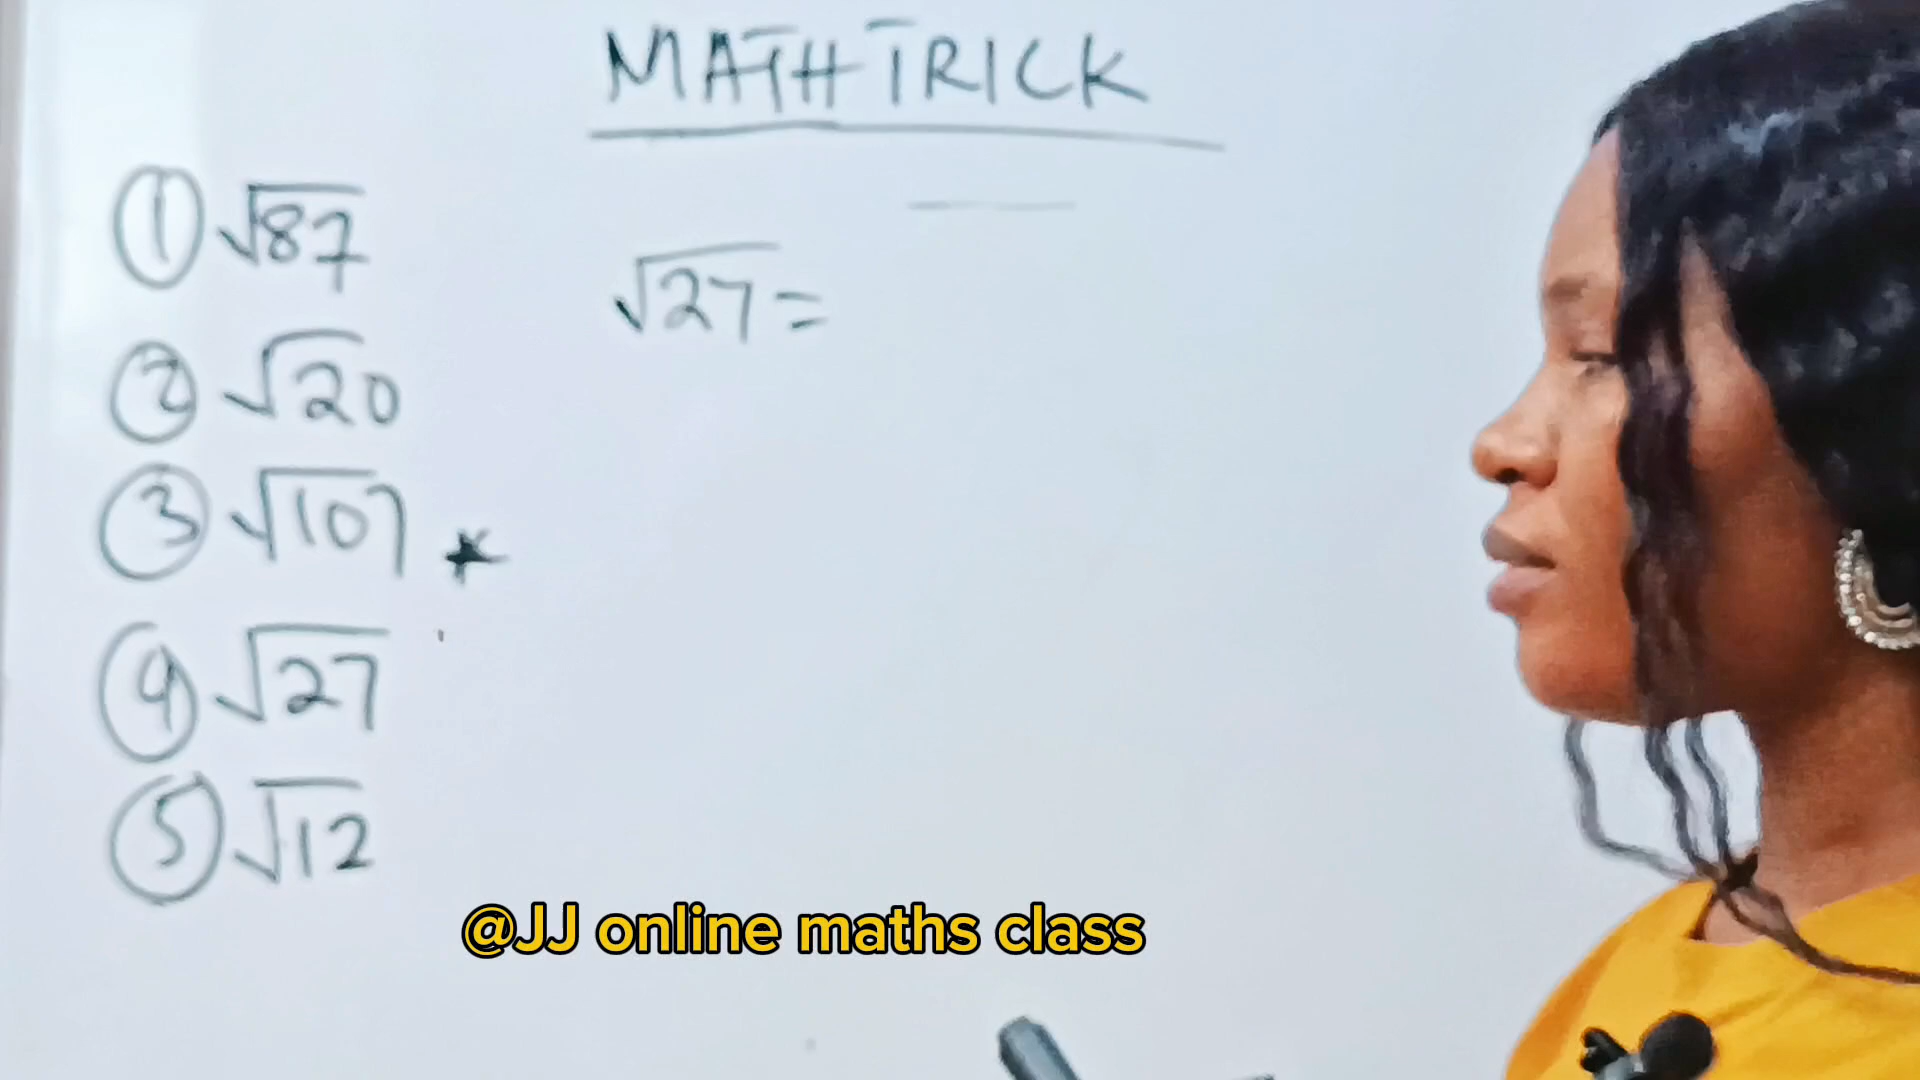 MATH TRICK
① √87
② √20
③ √107 *
④ √27
⑤ √12
√27 =
@JJ online maths class